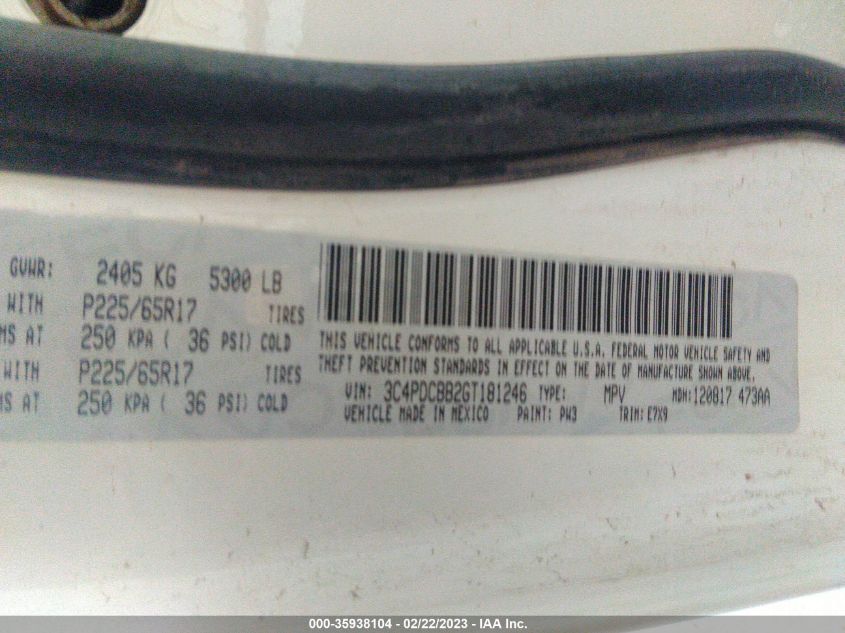 GVWR: 2405 KG 5300 LB
WITH P225/65R17 TIRES
MS AT 250 KPA ( 36 PSI) COLD
WITH P225/65R17 TIRES
MS AT 250 KPA ( 36 PSI) COLD
THIS VEHICLE CONFORMS TO ALL APPLICABLE U.S.A. FEDERAL MOTOR VEHICLE SAFETY AND
THEFT PREVENTION STANDARDS IN EFFECT ON THE DATE OF MANUFACTURE SHOWN ABOVE.
VIN: 3C4PDCBB2GT181246 TYPE: MPV MDH:120817 473AA
VEHICLE MADE IN MEXICO PAINT: PW3 TRIM: E7X9
000-35938104 - 02/22/2023 - IAA Inc.